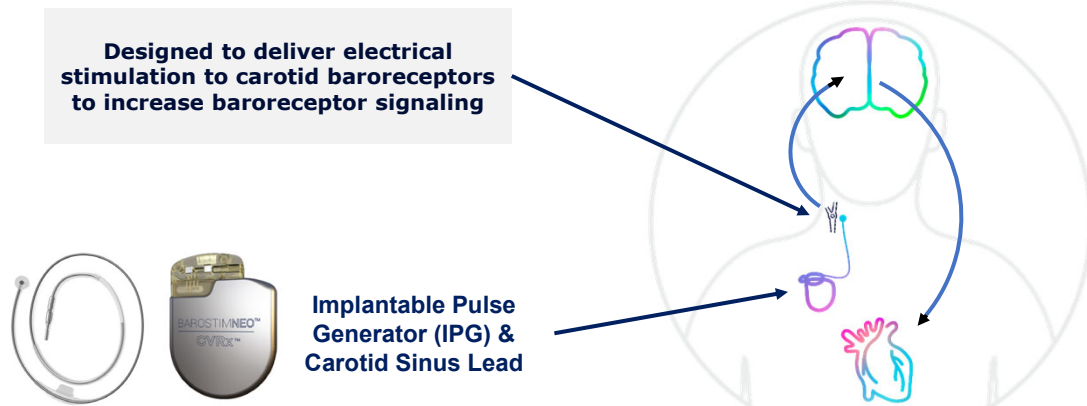 Designed to deliver electrical
stimulation to carotid baroreceptors
to increase baroreceptor signaling
BAROSTIMNEO™
CVRx™
Implantable Pulse
Generator (IPG) &
Carotid Sinus Lead